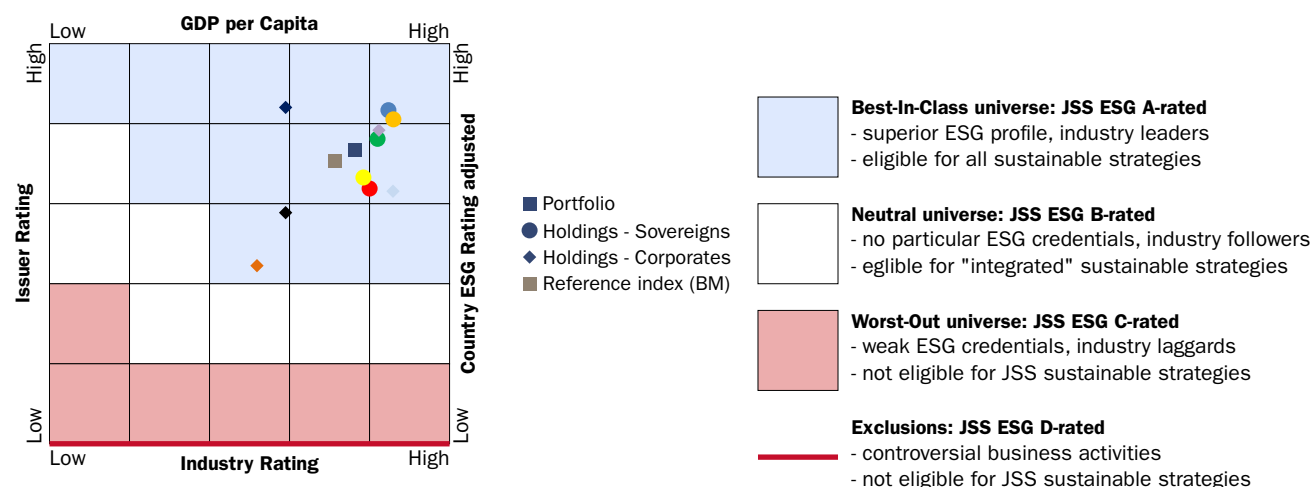 GDP per Capita
Low
High
High
High
Issuer Rating
Country ESG Rating adjusted
Low
Low
Low
High
Industry Rating
Portfolio
Holdings - Sovereigns
Holdings - Corporates
Reference index (BM)
Best-In-Class universe: JSS ESG A-rated
- superior ESG profile, industry leaders
- eligible for all sustainable strategies
Neutral universe: JSS ESG B-rated
- no particular ESG credentials, industry followers
- eglible for "integrated" sustainable strategies
Worst-Out universe: JSS ESG C-rated
- weak ESG credentials, industry laggards
- not eligible for JSS sustainable strategies
Exclusions: JSS ESG D-rated
- controversial business activities
- not eligible for JSS sustainable strategies